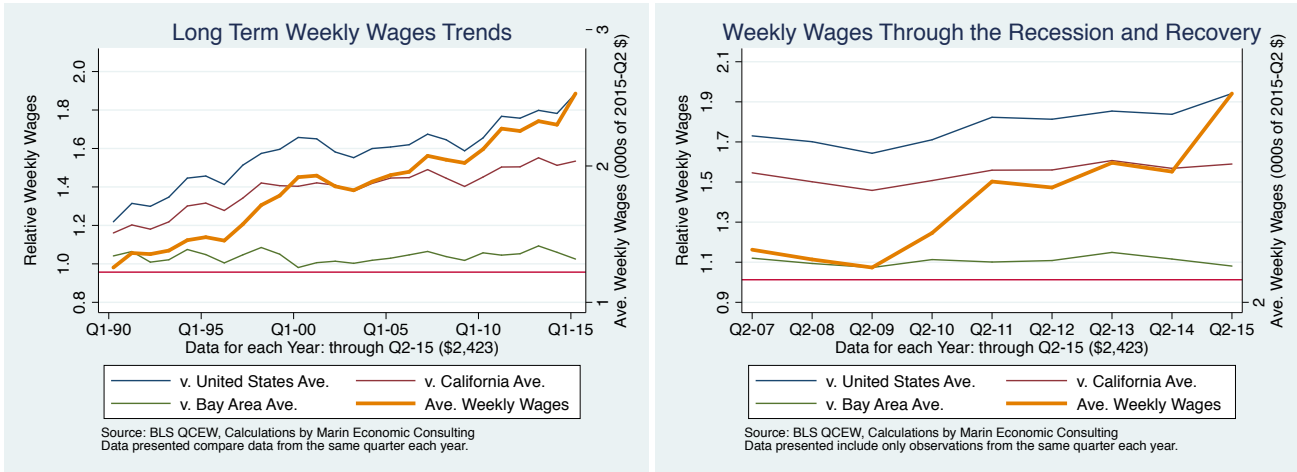 Long Term Weekly Wages Trends
Relative Weekly Wages
2.0
1.8
1.6
1.4
1.2
1.0
0.8
3
2
1
Ave. Weekly Wages (000s of 2015-Q2 $)
Q1-90 Q1-95 Q1-00 Q1-05 Q1-10 Q1-15
Data for each Year: through Q2-15 ($2,423)
v. United States Ave. v. California Ave.
v. Bay Area Ave. Ave. Weekly Wages
Source: BLS QCEW, Calculations by Marin Economic Consulting
Data presented compare data from the same quarter each year.
Weekly Wages Through the Recession and Recovery
Relative Weekly Wages
2.1
1.9
1.7
1.5
1.3
1.1
0.9
2
Ave. Weekly Wages (000s of 2015-Q2 $)
Q2-07 Q2-08 Q2-09 Q2-10 Q2-11 Q2-12 Q2-13 Q2-14 Q2-15
Data for each Year: through Q2-15 ($2,423)
v. United States Ave. v. California Ave.
v. Bay Area Ave. Ave. Weekly Wages
Source: BLS QCEW, Calculations by Marin Economic Consulting
Data presented include only observations from the same quarter each year.